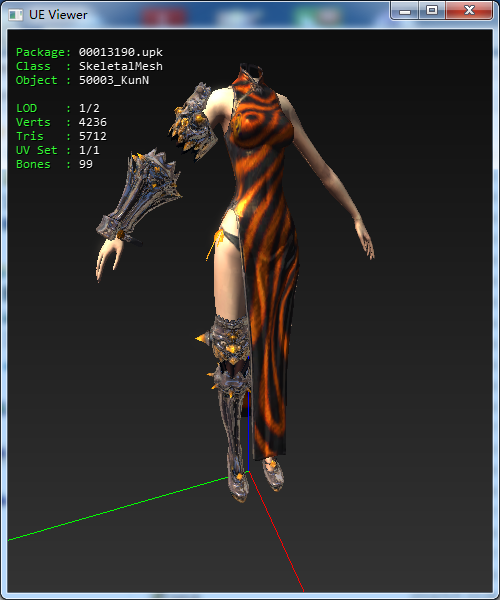 UE Viewer
Package: 00013190.upk
Class : SkeletalMesh
Object : 50003_KunN
LOD : 1/2
Verts : 4236
Tris : 5712
UV Set : 1/1
Bones : 99